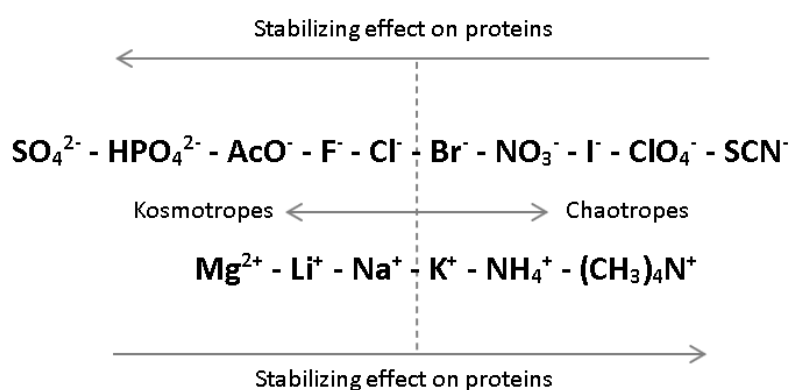 Stabilizing effect on proteins
SO₄²⁻ - HPO₄²⁻ - AcO⁻ - F⁻ - Cl⁻ - Br⁻ - NO₃⁻ - I⁻ - ClO₄⁻ - SCN⁻
Kosmotropes Chaotropes
Mg²⁺ - Li⁺ - Na⁺ - K⁺ - NH₄⁺ - (CH₃)₄N⁺
Stabilizing effect on proteins